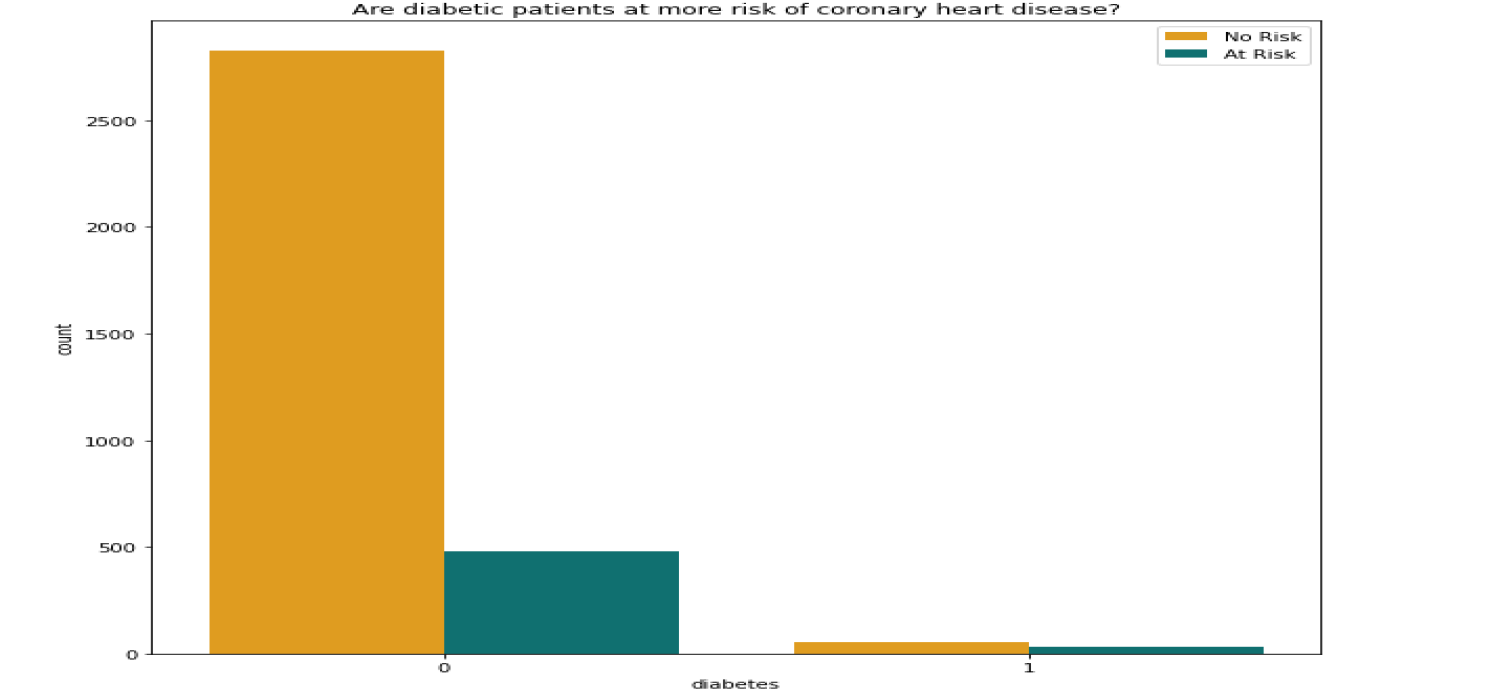 Are diabetic patients at more risk of coronary heart disease?
No Risk
At Risk
2500
2000
1500
1000
500
0
count
0 1
diabetes